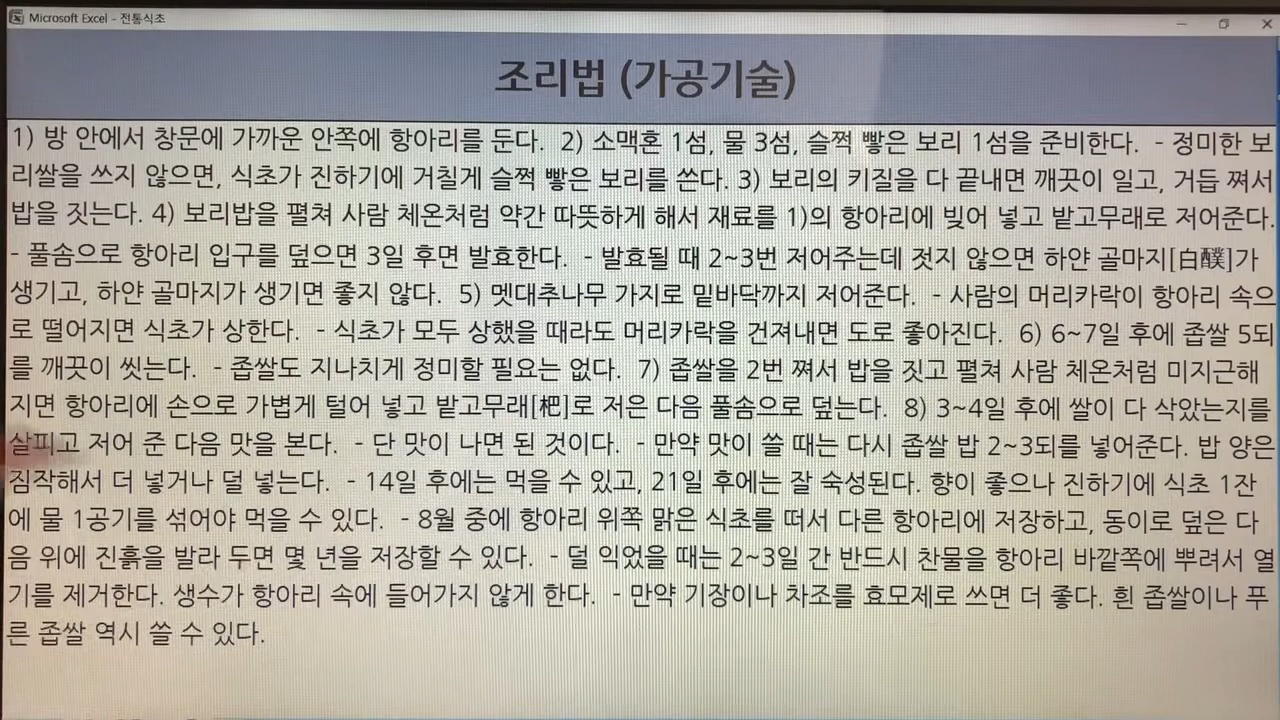 Microsoft Excel - 전통식초
조리법 (가공기술)
1) 방 안에서 창문에 가까운 안쪽에 항아리를 둔다. 2) 소맥혼 1섬, 물 3섬, 슬쩍 빻은 보리 1섬을 준비한다. - 정미한 보
리쌀을 쓰지 않으면, 식초가 진하기에 거칠게 슬쩍 빻은 보리를 쓴다. 3) 보리의 키질을 다 끝내면 깨끗이 일고, 거듭 쪄서
밥을 짓는다. 4) 보리밥을 펼쳐 사람 체온처럼 약간 따뜻하게 해서 재료를 1)의 항아리에 빚어 넣고 밭고무래로 저어준다.
- 풀솜으로 항아리 입구를 덮으면 3일 후면 발효한다. - 발효될 때 2~3번 저어주는데 젓지 않으면 하얀 골마지[白醭]가
생기고, 하얀 골마지가 생기면 좋지 않다. 5) 멧대추나무 가지로 밑바닥까지 저어준다. - 사람의 머리카락이 항아리 속으
로 떨어지면 식초가 상한다. - 식초가 모두 상했을 때라도 머리카락을 건져내면 도로 좋아진다. 6) 6~7일 후에 좁쌀 5되
를 깨끗이 씻는다. - 좁쌀도 지나치게 정미할 필요는 없다. 7) 좁쌀을 2번 쪄서 밥을 짓고 펼쳐 사람 체온처럼 미지근해
지면 항아리에 손으로 가볍게 털어 넣고 밭고무래[杷]로 저은 다음 풀솜으로 덮는다. 8) 3~4일 후에 쌀이 다 삭았는지를
살피고 저어 준 다음 맛을 본다. - 단 맛이 나면 된 것이다. - 만약 맛이 쓸 때는 다시 좁쌀 밥 2~3되를 넣어준다. 밥 양은
짐작해서 더 넣거나 덜 넣는다. - 14일 후에는 먹을 수 있고, 21일 후에는 잘 숙성된다. 향이 좋으나 진하기에 식초 1잔
에 물 1공기를 섞어야 먹을 수 있다. - 8월 중에 항아리 위쪽 맑은 식초를 떠서 다른 항아리에 저장하고, 동이로 덮은 다
음 위에 진흙을 발라 두면 몇 년을 저장할 수 있다. - 덜 익었을 때는 2~3일 간 반드시 찬물을 항아리 바깥쪽에 뿌려서 열
기를 제거한다. 생수가 항아리 속에 들어가지 않게 한다. - 만약 기장이나 차조를 효모제로 쓰면 더 좋다. 흰 좁쌀이나 푸
른 좁쌀 역시 쓸 수 있다.